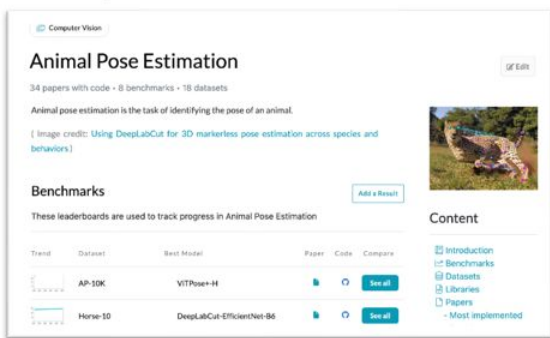 Computer Vision
Animal Pose Estimation
Edit
34 papers with code • 8 benchmarks • 18 datasets
Animal pose estimation is the task of identifying the pose of an animal.
( Image credit: Using DeepLabCut for 3D markerless pose estimation across species and
behaviors )
Benchmarks
Add a Result
These leaderboards are used to track progress in Animal Pose Estimation
Trend Dataset Best Model Paper Code Compare
AP-10K ViTPose+-H See all
Horse-10 DeepLabCut-EfficientNet-B6 See all
Content
Introduction
Benchmarks
Datasets
Libraries
Papers
- Most implemented